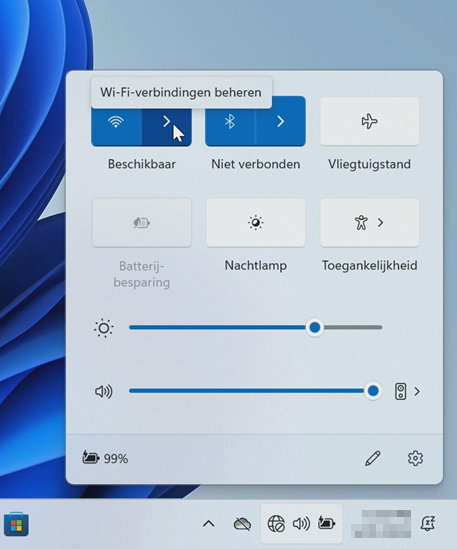 Wi-Fi-verbindingen beheren
Beschikbaar
Niet verbonden
Vliegtuigstand
Batterij-
besparing
Nachtlamp
Toegankelijkheid
99%